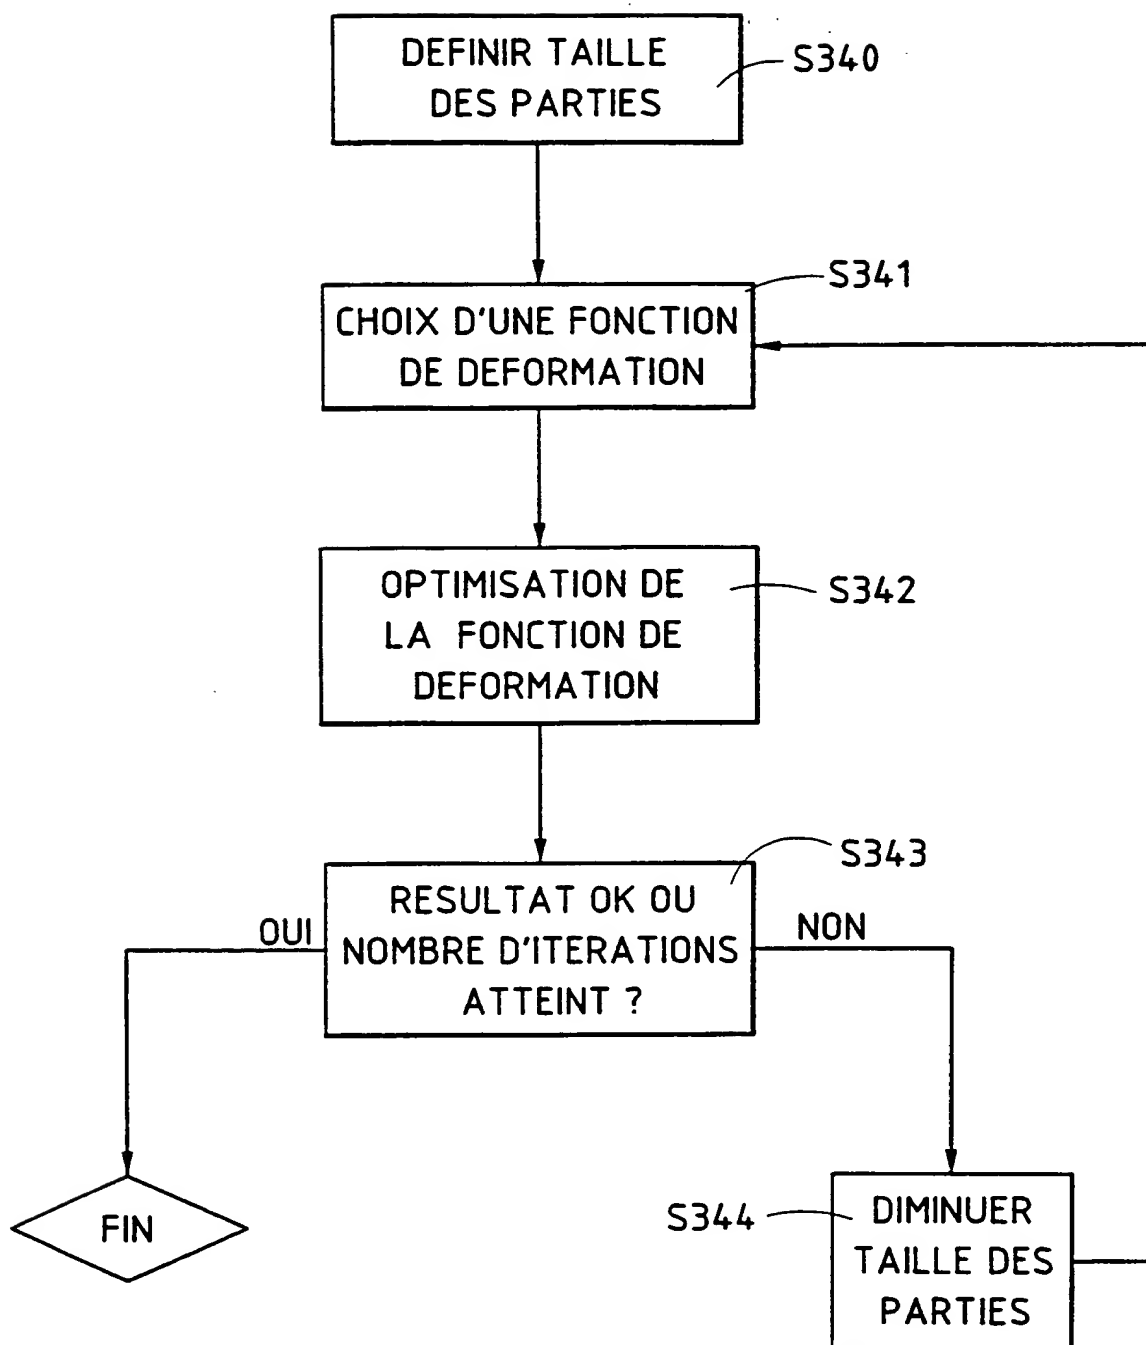 DEFINIR TAILLE
DES PARTIES
S340
CHOIX D'UNE FONCTION
DE DEFORMATION
S341
OPTIMISATION DE
LA FONCTION DE
DEFORMATION
S342
RESULTAT OK OU
NOMBRE D'ITERATIONS
ATTEINT ?
S343
OUI
NON
FIN
S344
DIMINUER
TAILLE DES
PARTIES